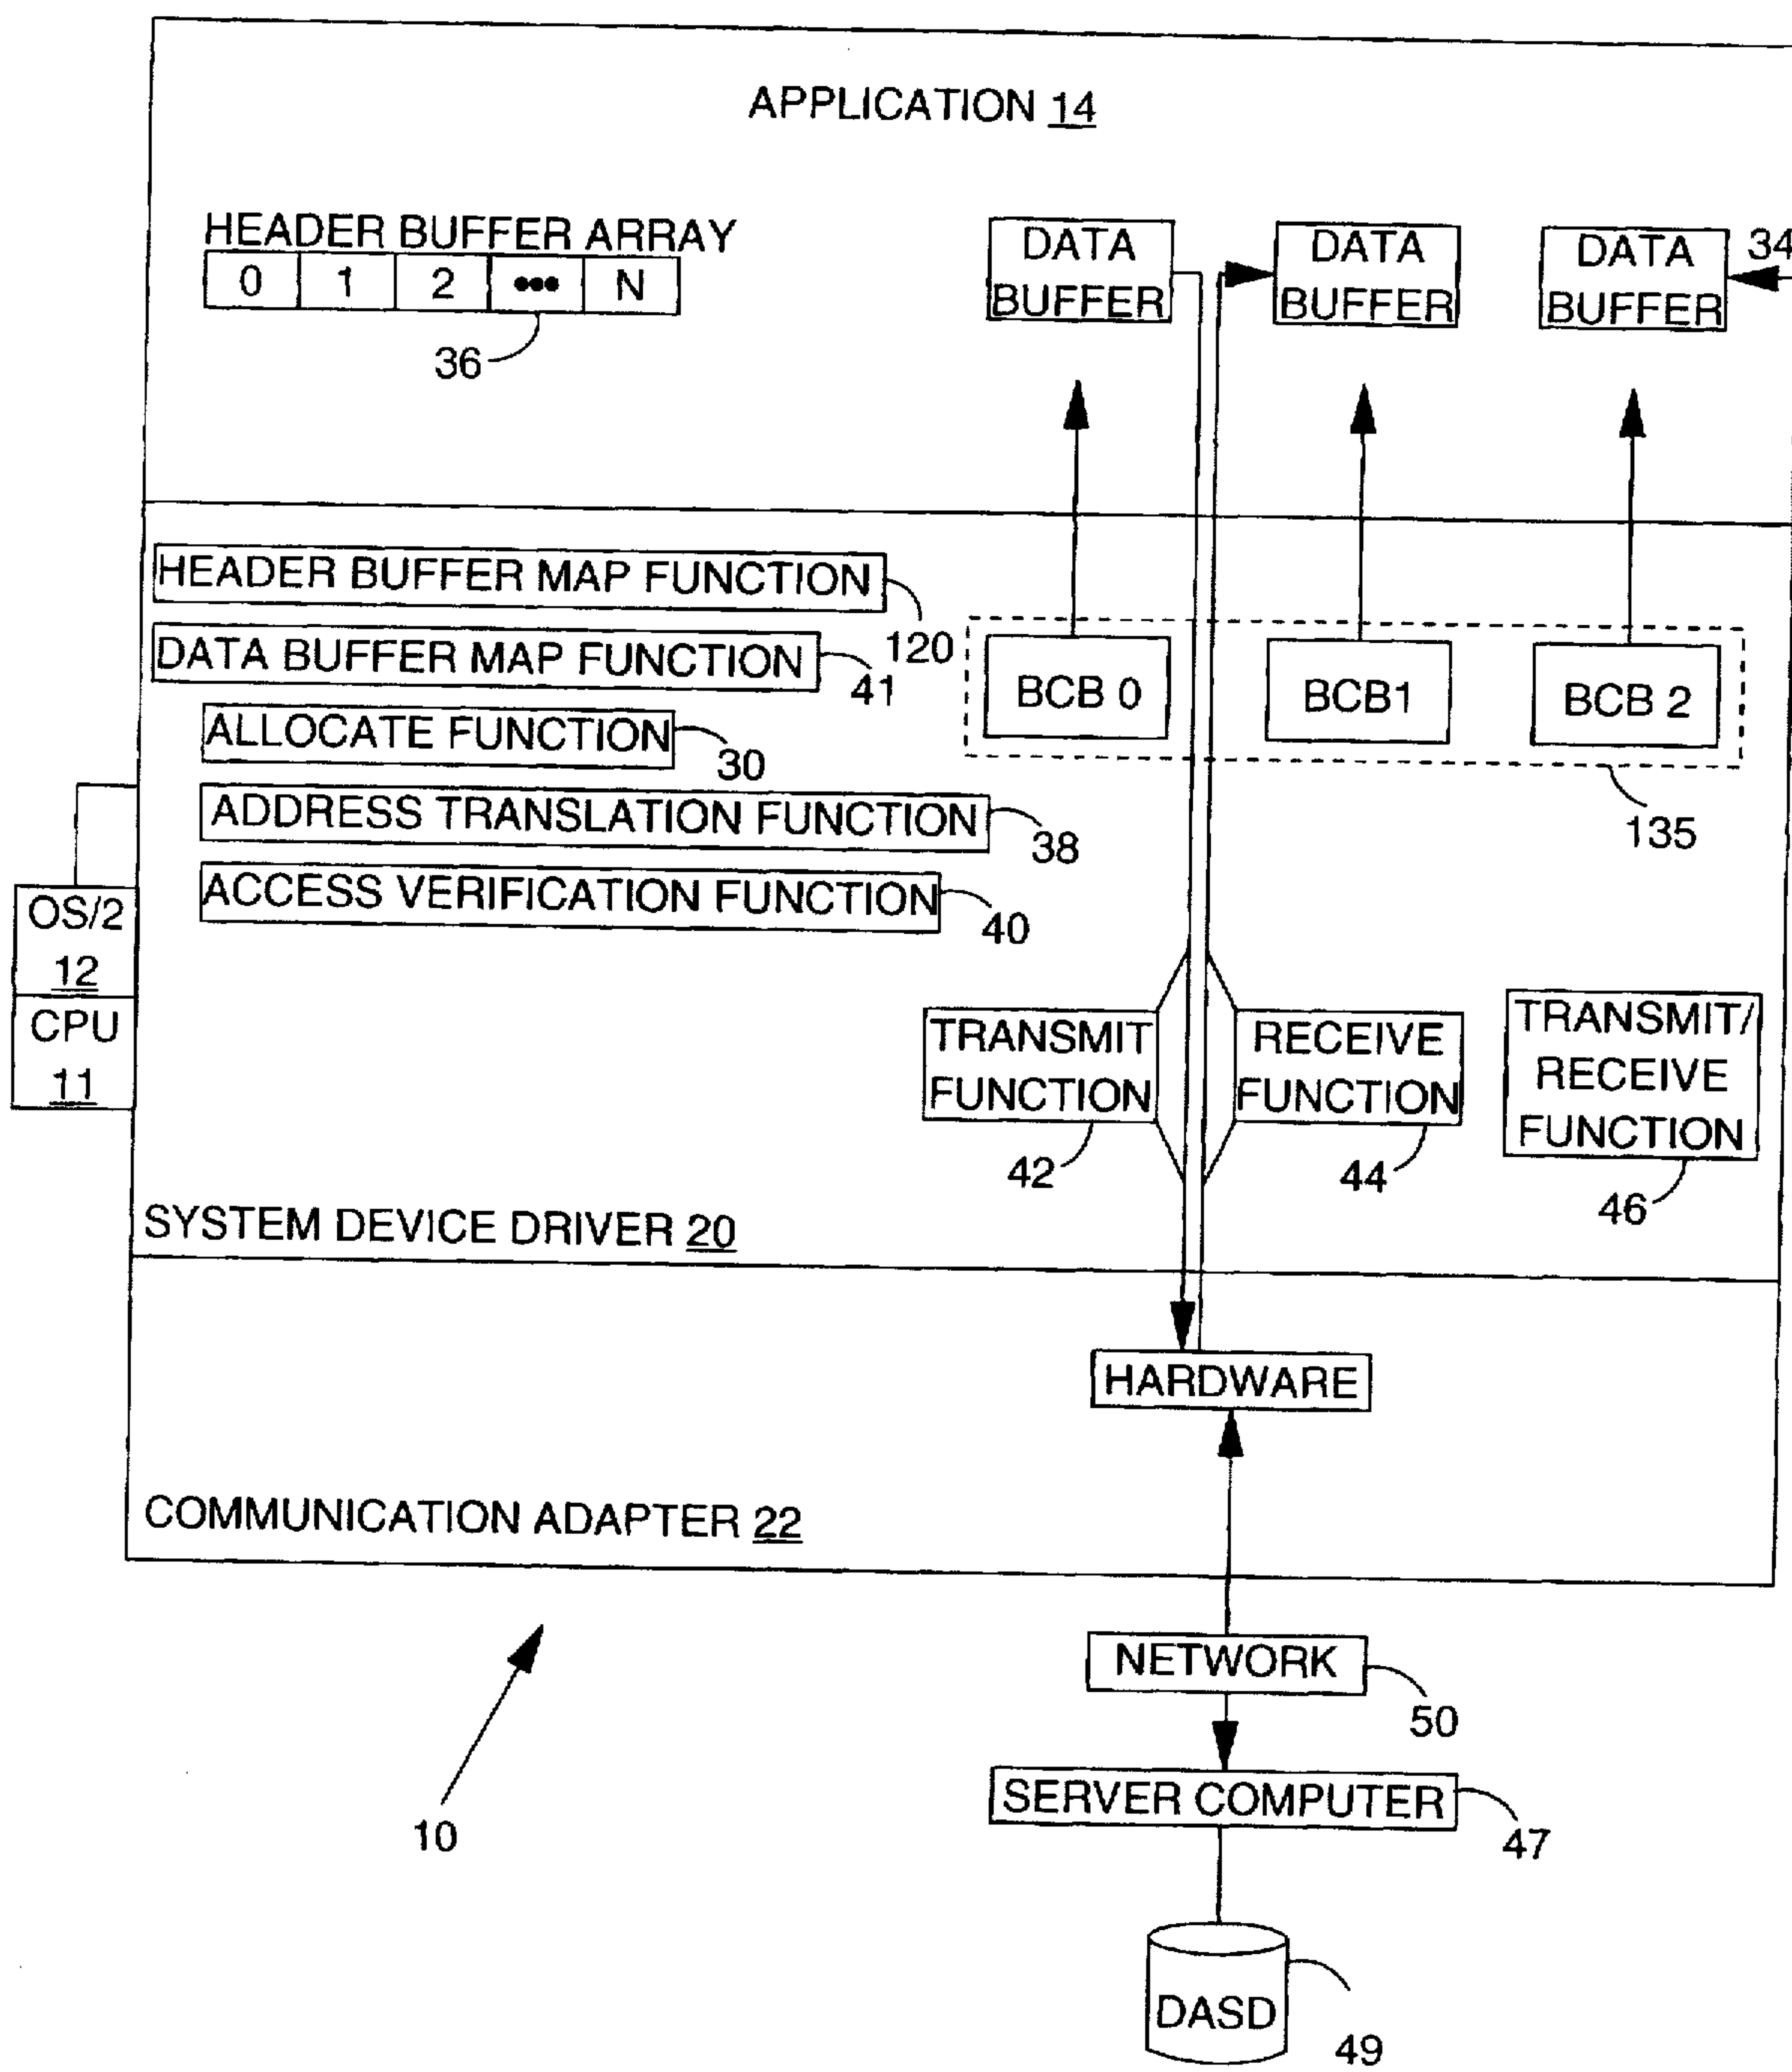 APPLICATION 14
HEADER BUFFER ARRAY
0 1 2 ••• N
36
DATA
BUFFER
DATA
BUFFER
DATA
BUFFER
34
HEADER BUFFER MAP FUNCTION
120
DATA BUFFER MAP FUNCTION
41
ALLOCATE FUNCTION
30
ADDRESS TRANSLATION FUNCTION
38
ACCESS VERIFICATION FUNCTION
40
BCB 0
BCB1
BCB 2
135
OS/2
12
CPU
11
TRANSMIT
FUNCTION
42
RECEIVE
FUNCTION
44
TRANSMIT/
RECEIVE
FUNCTION
46
SYSTEM DEVICE DRIVER 20
HARDWARE
COMMUNICATION ADAPTER 22
NETWORK
50
SERVER COMPUTER
47
10
DASD
49